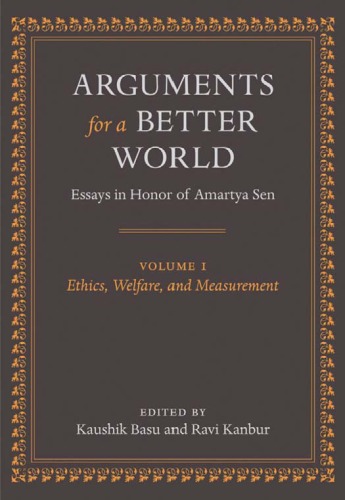 ARGUMENTS
for a BETTER
WORLD
Essays in Honor of Amartya Sen
VOLUME I
Ethics, Welfare, and Measurement
EDITED BY
Kaushik Basu and Ravi Kanbur